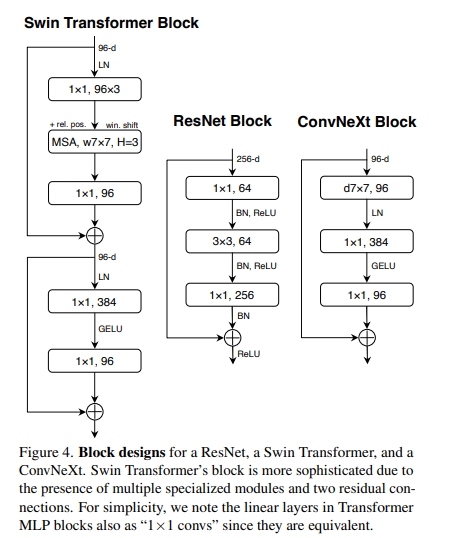 Swin Transformer Block
96-d
LN
1×1, 96×3
+ rel. pos.
win. shift
MSA, w7×7, H=3
1×1, 96
96-d
LN
1×1, 384
GELU
1×1, 96
ResNet Block
256-d
1×1, 64
BN, ReLU
3×3, 64
BN, ReLU
1×1, 256
BN
ReLU
ConvNeXt Block
96-d
d7×7, 96
LN
1×1, 384
GELU
1×1, 96
Figure 4. Block designs for a ResNet, a Swin Transformer, and a
ConvNeXt. Swin Transformer's block is more sophisticated due to
the presence of multiple specialized modules and two residual con-
nections. For simplicity, we note the linear layers in Transformer
MLP blocks also as “1×1 convs” since they are equivalent.